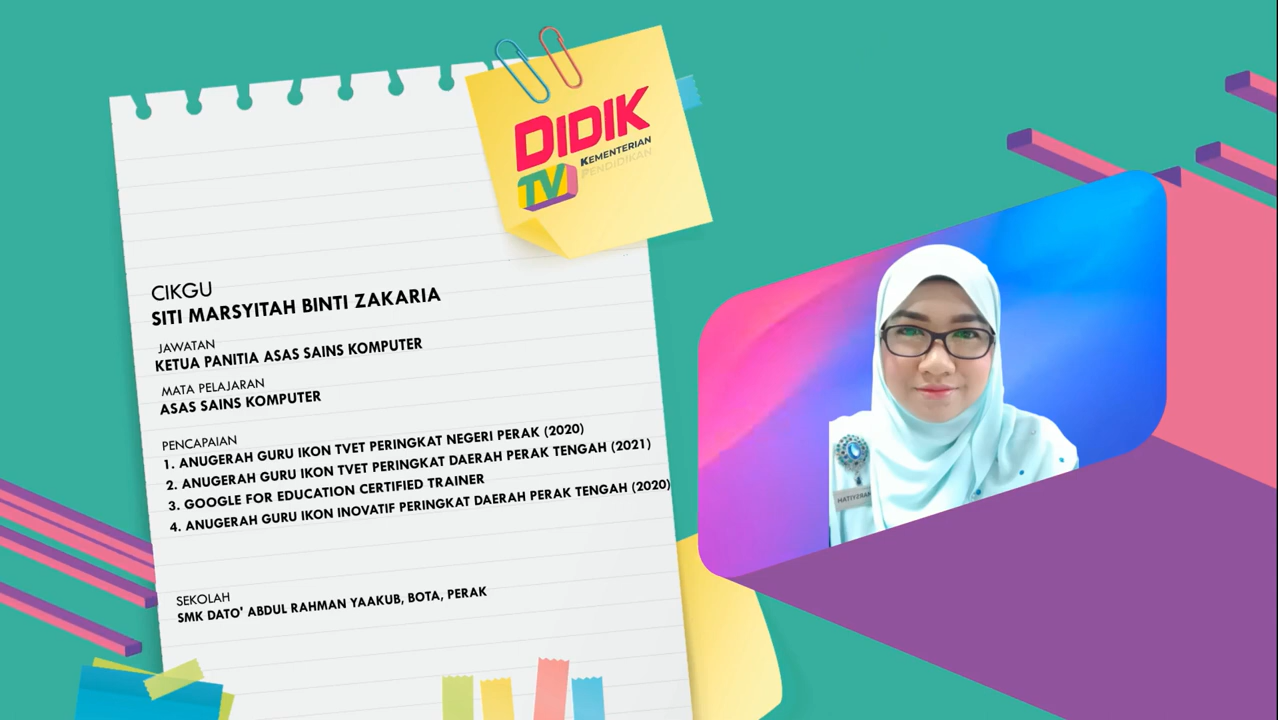 DIDIK
TV
KEMENTERIAN
PENDIDIKAN
CIKGU
SITI MARSYITAH BINTI ZAKARIA
JAWATAN
KETUA PANITIA ASAS SAINS KOMPUTER
MATA PELAJARAN
ASAS SAINS KOMPUTER
PENCAPAIAN
1. ANUGERAH GURU IKON TVET PERINGKAT NEGERI PERAK (2020)
2. ANUGERAH GURU IKON TVET PERINGKAT DAERAH PERAK TENGAH (2021)
3. GOOGLE FOR EDUCATION CERTIFIED TRAINER
4. ANUGERAH GURU IKON INOVATIF PERINGKAT DAERAH PERAK TENGAH (2020)
SEKOLAH
SMK DATO' ABDUL RAHMAN YAAKUB, BOTA, PERAK